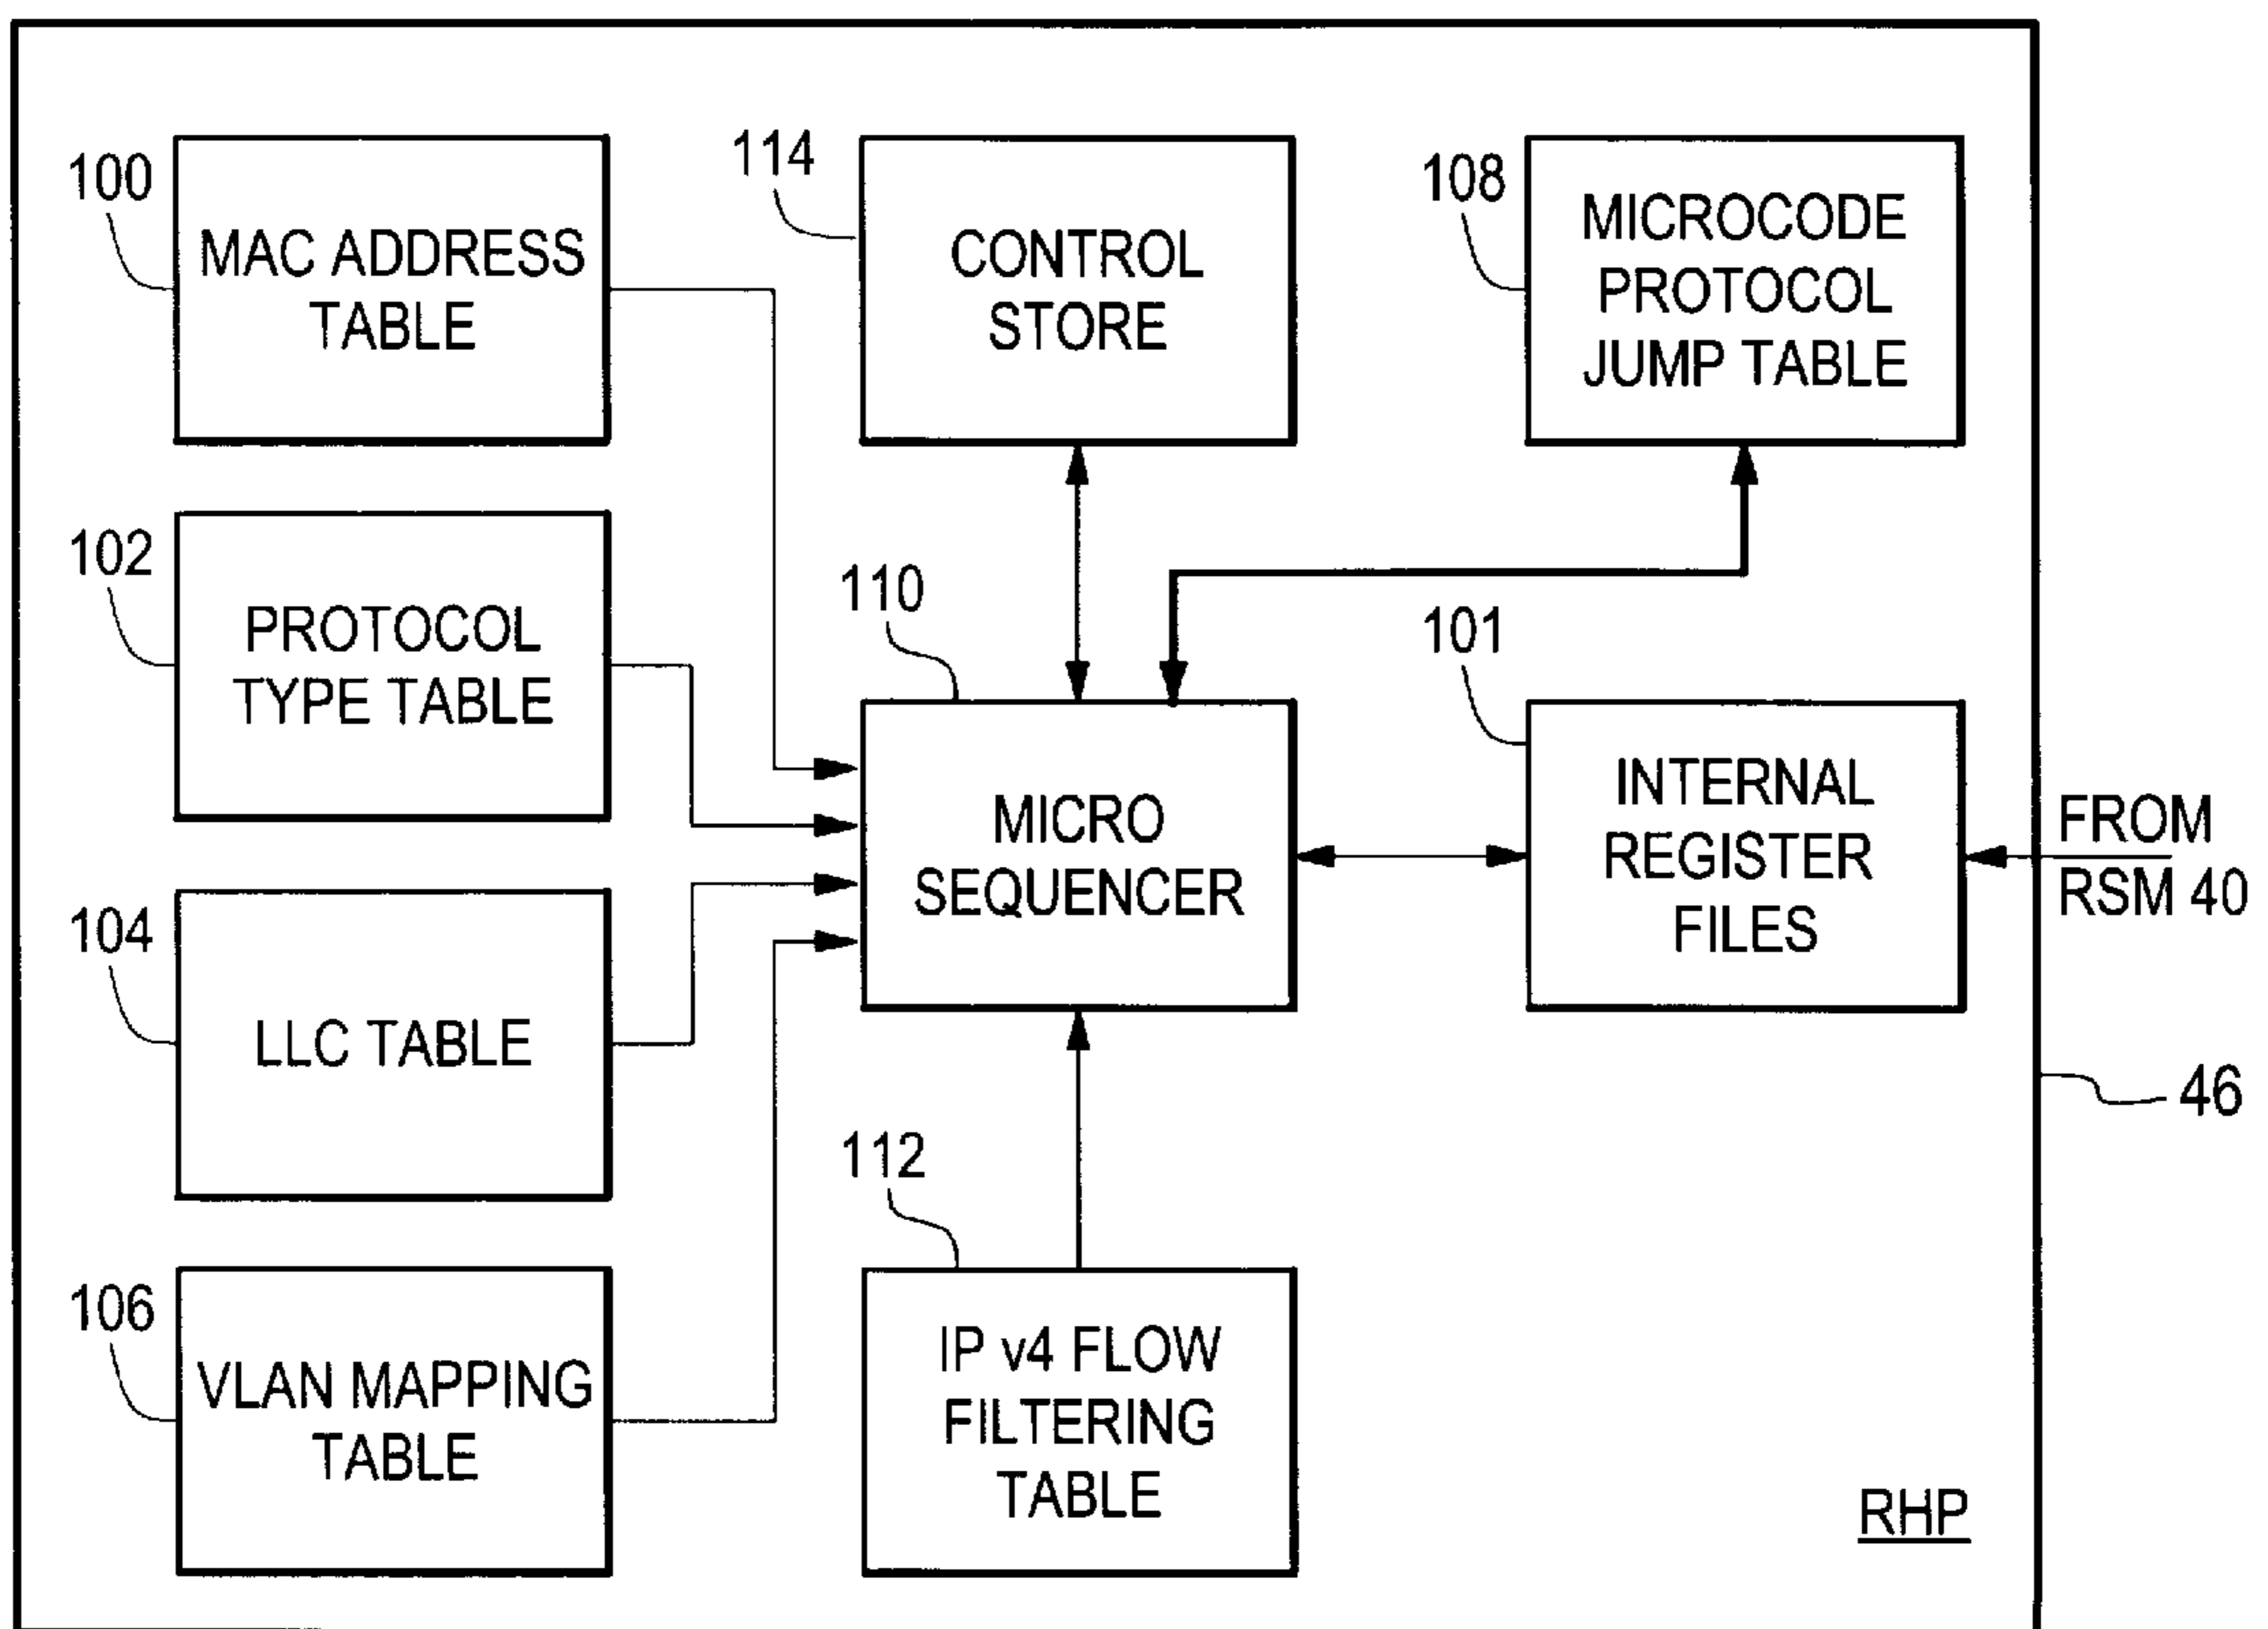 100
MAC ADDRESS
TABLE
114
CONTROL
STORE
108
MICROCODE
PROTOCOL
JUMP TABLE
102
PROTOCOL
TYPE TABLE
110
MICRO
SEQUENCER
101
INTERNAL
REGISTER
FILES
FROM
RSM 40
104
LLC TABLE
46
106
VLAN MAPPING
TABLE
112
IP v4 FLOW
FILTERING
TABLE
RHP